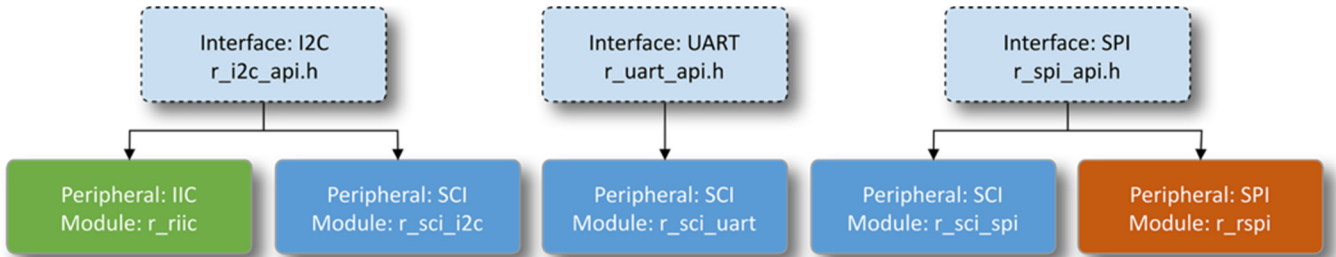 Interface: I2C
r_i2c_api.h
Interface: UART
r_uart_api.h
Interface: SPI
r_spi_api.h
Peripheral: IIC
Module: r_riic
Peripheral: SCI
Module: r_sci_i2c
Peripheral: SCI
Module: r_sci_uart
Peripheral: SCI
Module: r_sci_spi
Peripheral: SPI
Module: r_rspi